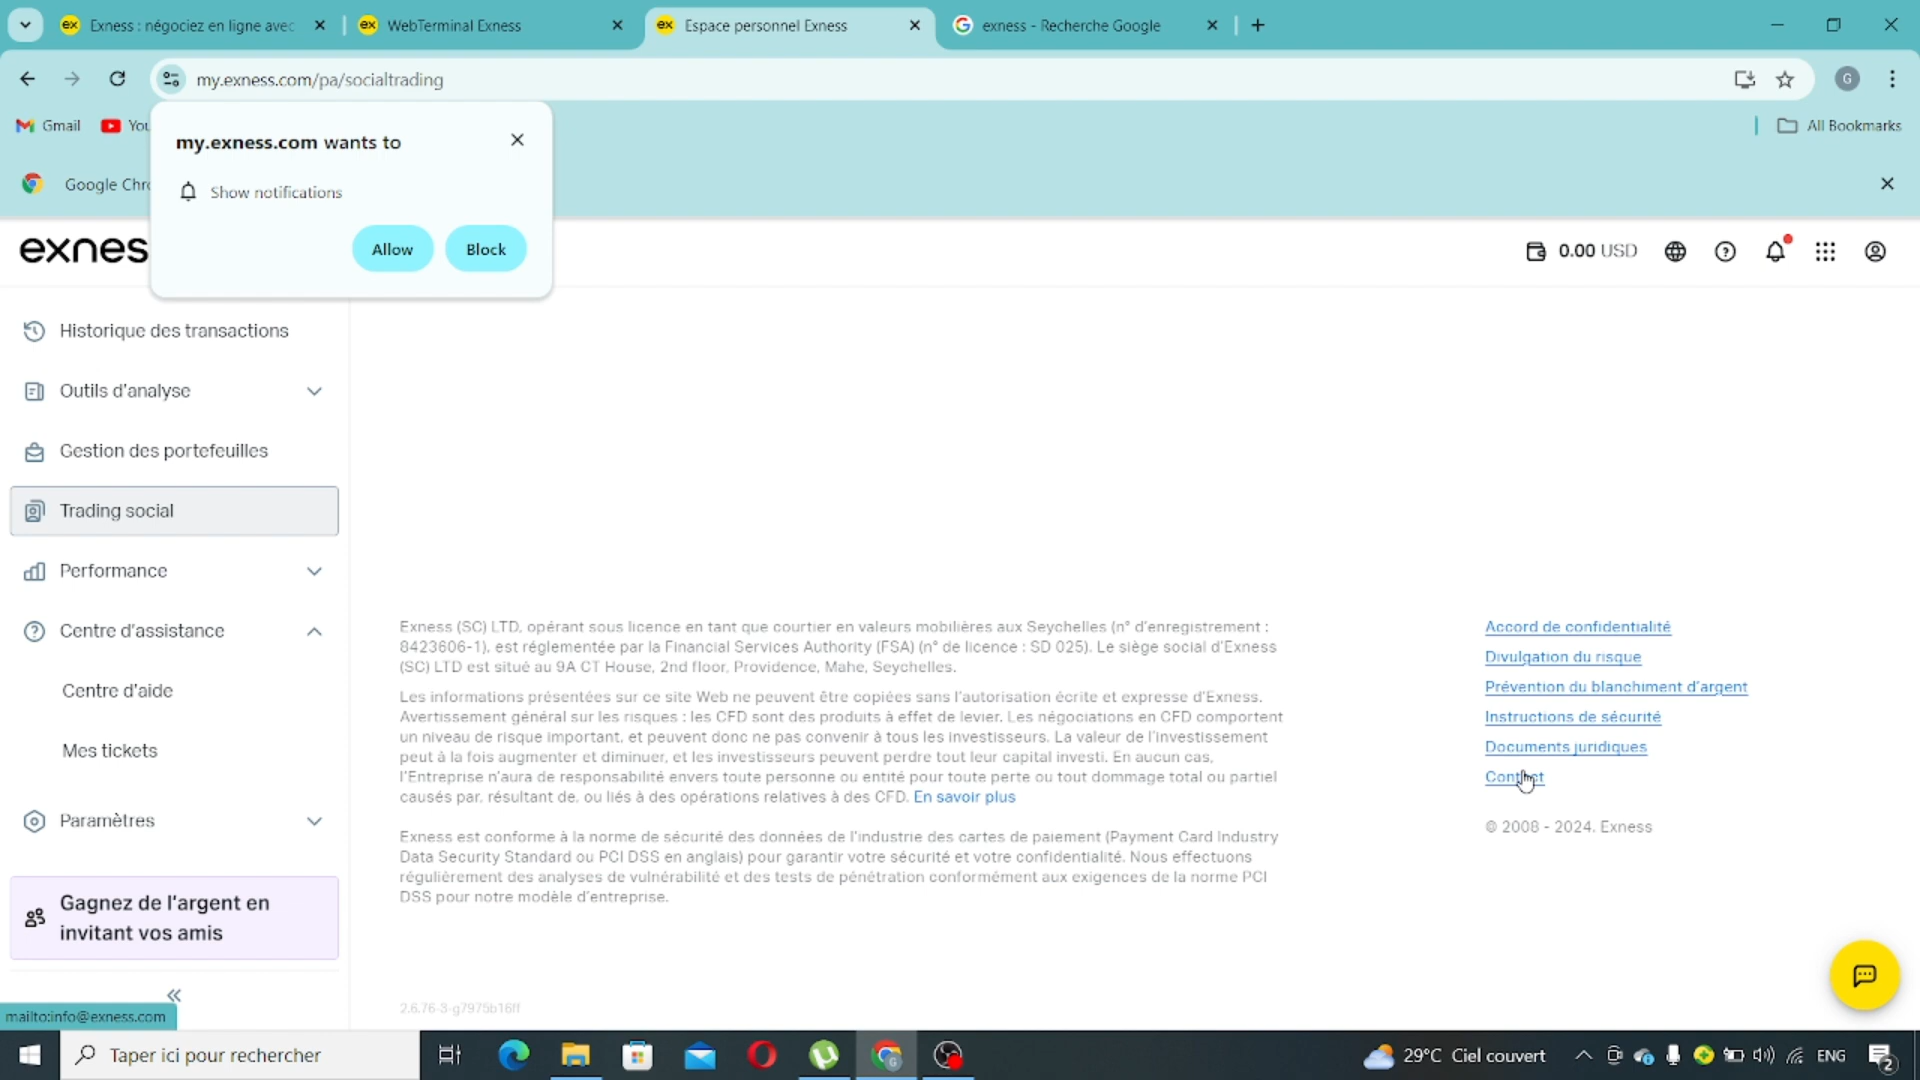 Exness : négociez en ligne avec
WebTerminal Exness
Espace personnel Exness
exness - Recherche Google
my.exness.com/pa/socialtrading
G
Gmail
You
All Bookmarks
Google Chro
my.exness.com wants to
Show notifications
Allow
Block
exnes
0.00 USD
Historique des transactions
Outils d'analyse
Gestion des portefeuilles
Trading social
Performance
Centre d'assistance
Centre d'aide
Mes tickets
Paramètres
Gagnez de l'argent en
invitant vos amis
Exness (SC) LTD, opérant sous licence en tant que courtier en valeurs mobilières aux Seychelles (n° d'enregistrement :
8423606-1), est réglementée par la Financial Services Authority (FSA) (n° de licence : SD 025). Le siège social d'Exness
(SC) LTD est situé au 9A CT House, 2nd floor, Providence, Mahe, Seychelles.
Les informations présentées sur ce site Web ne peuvent être copiées sans l'autorisation écrite et expresse d'Exness.
Avertissement général sur les risques : les CFD sont des produits à effet de levier. Les négociations en CFD comportent
un niveau de risque important, et peuvent donc ne pas convenir à tous les investisseurs. La valeur de l'investissement
peut à la fois augmenter et diminuer, et les investisseurs peuvent perdre tout leur capital investi. En aucun cas,
l'Entreprise n'aura de responsabilité envers toute personne ou entité pour toute perte ou tout dommage total ou partiel
causés par, résultant de, ou liés à des opérations relatives à des CFD. En savoir plus
Exness est conforme à la norme de sécurité des données de l'industrie des cartes de paiement (Payment Card Industry
Data Security Standard ou PCI DSS en anglais) pour garantir votre sécurité et votre confidentialité. Nous effectuons
régulièrement des analyses de vulnérabilité et des tests de pénétration conformément aux exigences de la norme PCI
DSS pour notre modèle d'entreprise.
Accord de confidentialité
Divulgation du risque
Prévention du blanchiment d'argent
Instructions de sécurité
Documents juridiques
Contact
© 2008 - 2024. Exness
2.6.76-3-g7975b16ff
mailto:info@exness.com
Taper ici pour rechercher
29°C Ciel couvert
ENG
2